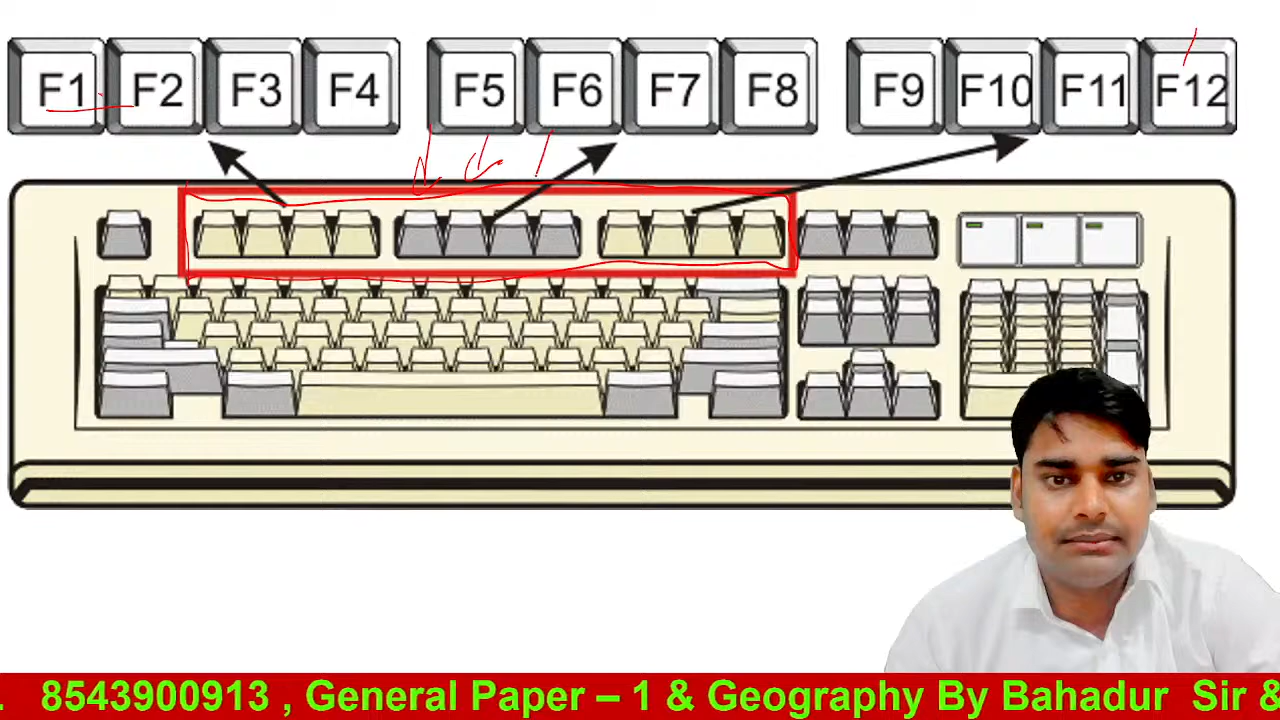 F1 F2 F3 F4 F5 F6 F7 F8 F9 F10 F11 F12
. 8543900913 , General Paper – 1 & Geography By Bahadur Sir &